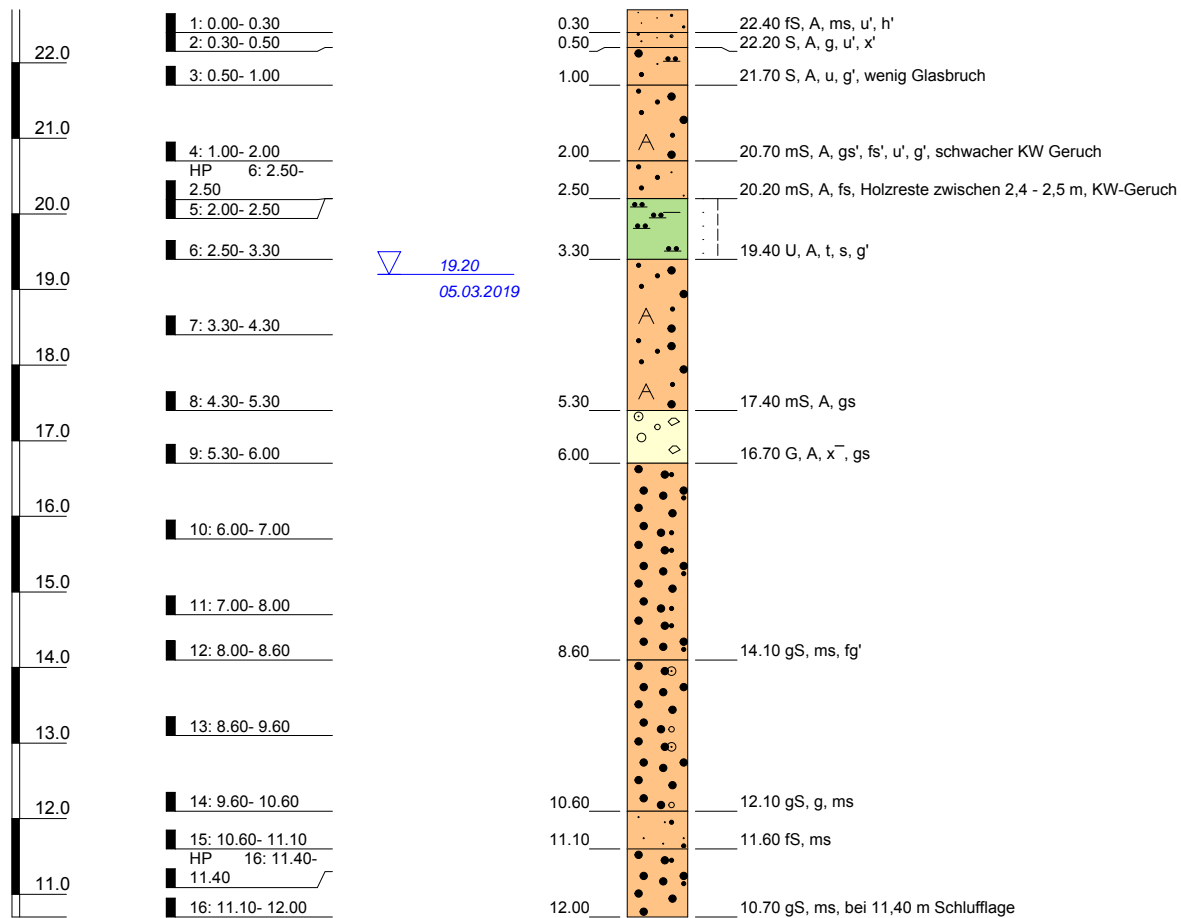 1: 0.00- 0.30
0.30
22.40 fS, A, ms, u', h'
2: 0.30- 0.50
0.50
22.20 S, A, g, u', x'
22.0
3: 0.50- 1.00
1.00
21.70 S, A, u, g', wenig Glasbruch
21.0
4: 1.00- 2.00
2.00
20.70 mS, A, gs', fs', u', g', schwacher KW Geruch
HP 6: 2.50-
2.50
2.50
20.20 mS, A, fs, Holzreste zwischen 2,4 - 2,5 m, KW-Geruch
5: 2.00- 2.50
20.0
6: 2.50- 3.30
3.30
19.40 U, A, t, s, g'
19.20
19.0
05.03.2019
7: 3.30- 4.30
18.0
8: 4.30- 5.30
5.30
17.40 mS, A, gs
17.0
9: 5.30- 6.00
6.00
16.70 G, A, x¯, gs
16.0
10: 6.00- 7.00
15.0
11: 7.00- 8.00
12: 8.00- 8.60
8.60
14.10 gS, ms, fg'
14.0
13: 8.60- 9.60
13.0
14: 9.60- 10.60
10.60
12.10 gS, g, ms
12.0
15: 10.60- 11.10
11.10
11.60 fS, ms
HP 16: 11.40-
11.40
11.0
16: 11.10- 12.00
12.00
10.70 gS, ms, bei 11,40 m Schlufflage
A
A
A